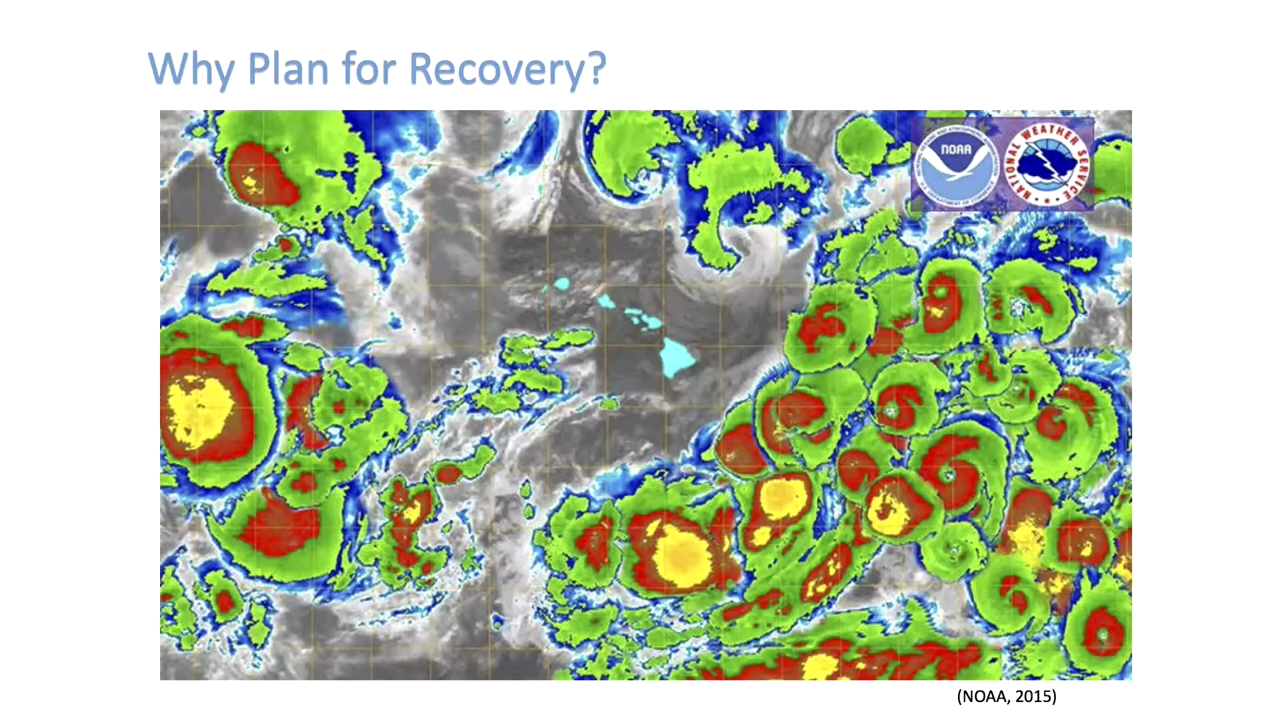 Why Plan for Recovery?
NOAA
NATIONAL WEATHER SERVICE
(NOAA, 2015)